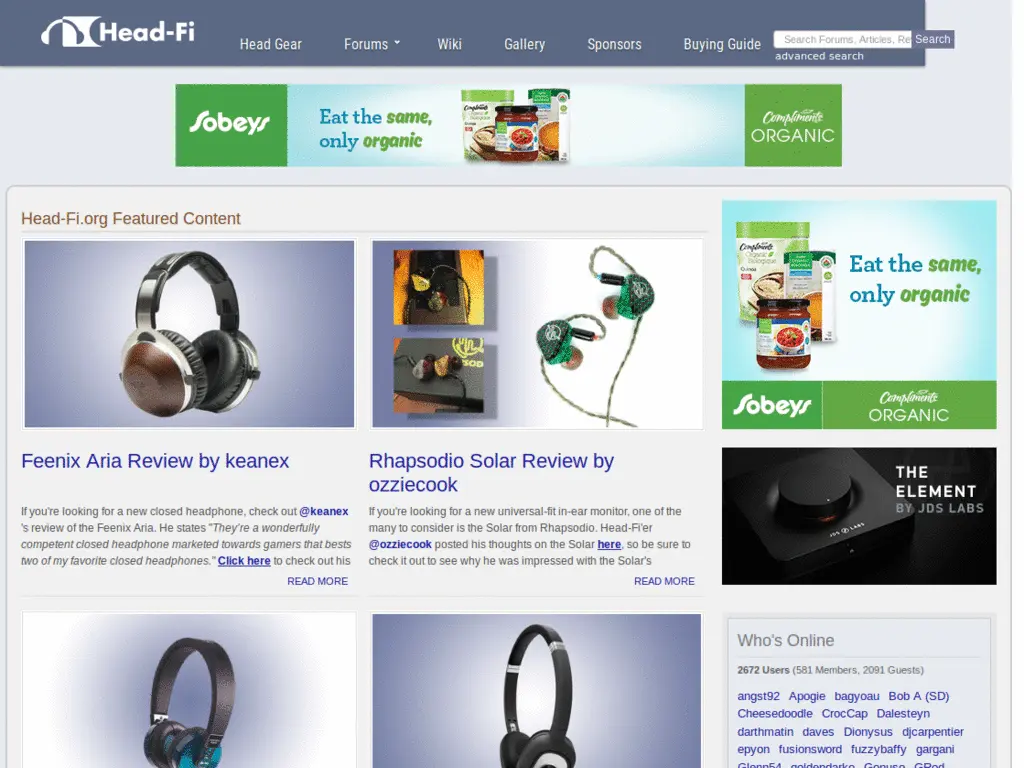 Head-Fi
Head Gear
Forums
Wiki
Gallery
Sponsors
Buying Guide
Search Forums, Articles, Re
Search
advanced search
Sobeys
Eat the same,
only organic
Compliments
ORGANIC
Head-Fi.org Featured Content
Feenix Aria Review by keanex
If you're looking for a new closed headphone, check out @keanex
's review of the Feenix Aria. He states "They're a wonderfully
competent closed headphone marketed towards gamers that bests
two of my favorite closed headphones." Click here to check out his
READ MORE
Rhapsodio Solar Review by
ozziecook
If you're looking for a new universal-fit in-ear monitor, one of the
many to consider is the Solar from Rhapsodio. Head-Fi'er
@ozziecook posted his thoughts on the Solar here, so be sure to
check it out to see why he was impressed with the Solar's
READ MORE
Eat the same,
only organic
Sobeys
Compliments
ORGANIC
THE
ELEMENT
BY JDS LABS
JDS LABS
Who's Online
2672 Users (581 Members, 2091 Guests)
angst92 Apogie bagyoau Bob A (SD)
Cheesedoodle CrocCap Dalesteyn
darthmatin daves Dionysus djcarpentier
epyon fusionsword fuzzybaffy gargani
Glenn54 goldendarko Gonuso GRod